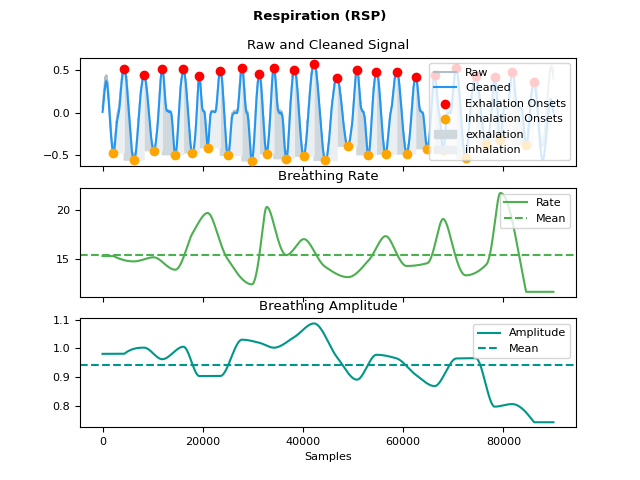 Respiration (RSP)
Raw and Cleaned Signal
0.5
0.0
−0.5
Raw
Cleaned
Exhalation Onsets
Inhalation Onsets
exhalation
inhalation
Breathing Rate
20
15
Rate
Mean
Breathing Amplitude
1.1
1.0
0.9
0.8
Amplitude
Mean
0 20000 40000 60000 80000
Samples